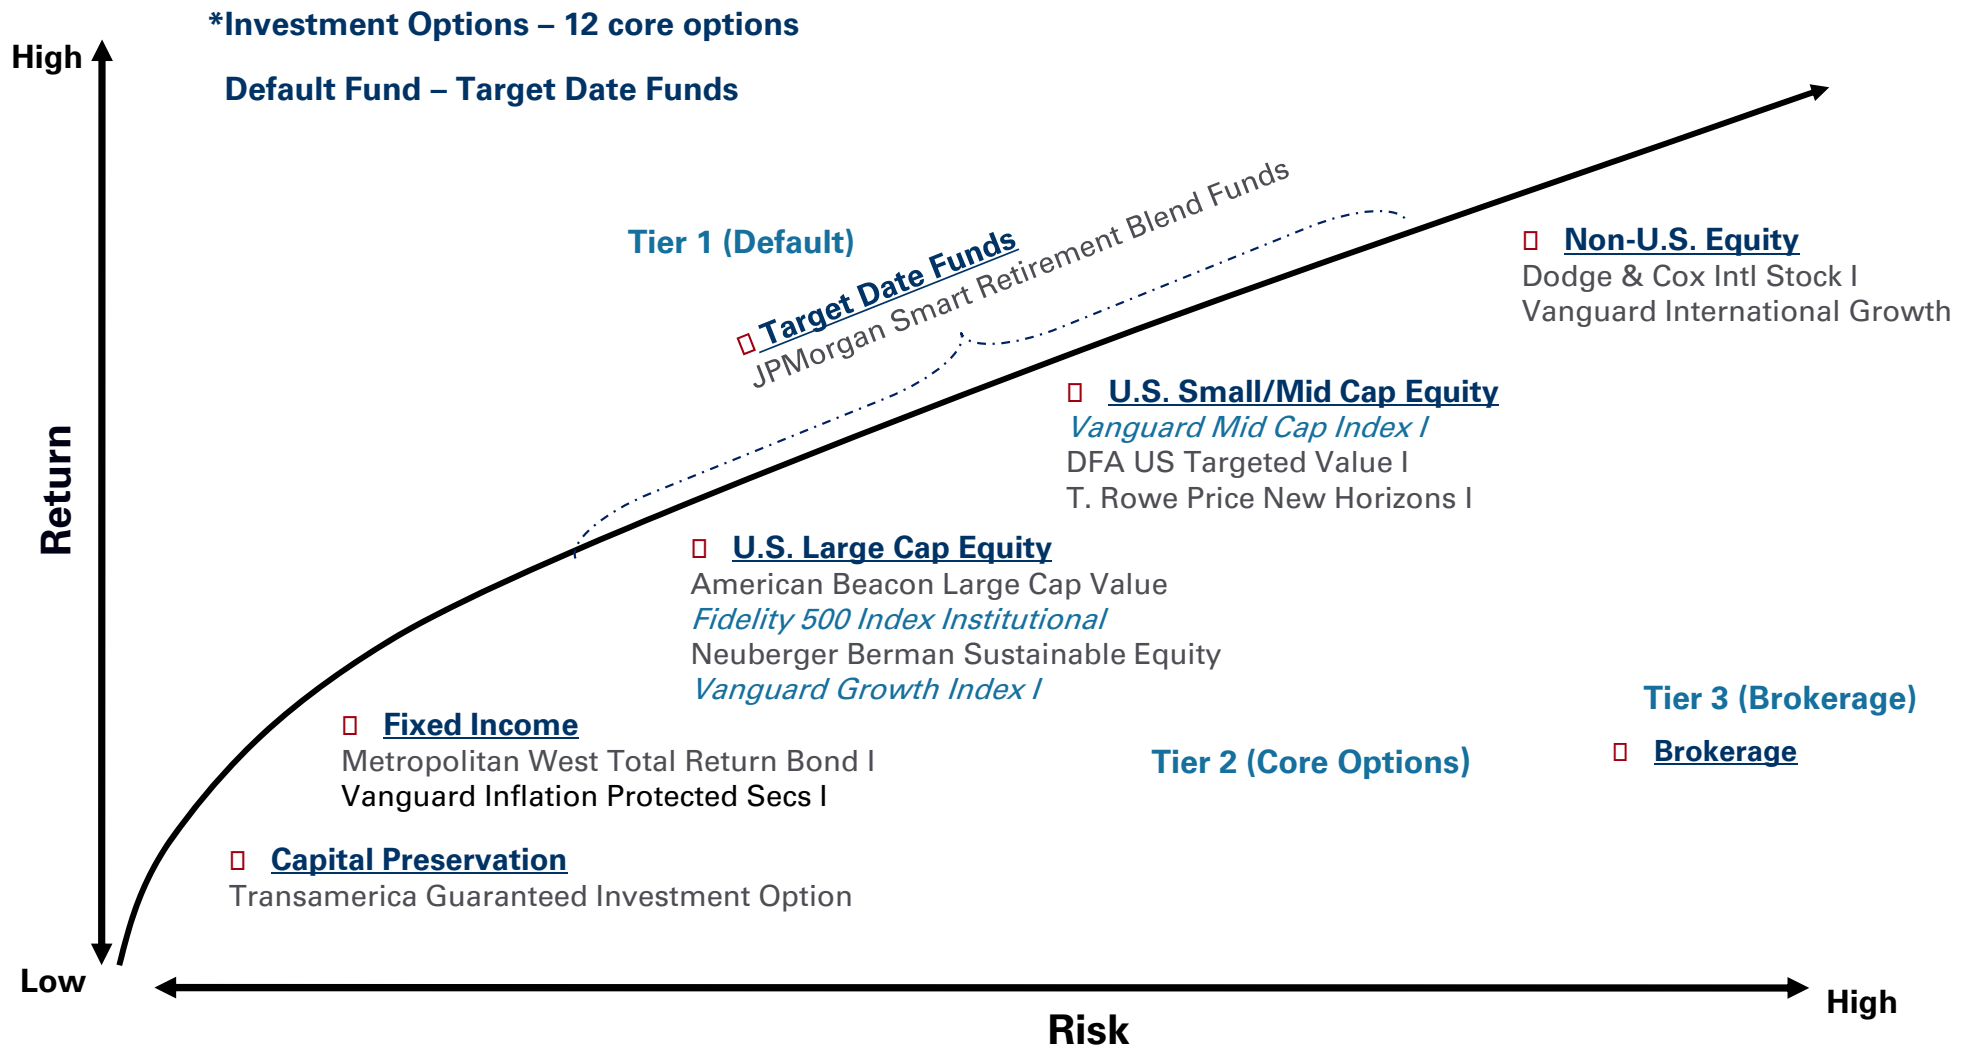 *Investment Options – 12 core options
High
Default Fund – Target Date Funds
Tier 1 (Default)
Target Date Funds
JPMorgan Smart Retirement Blend Funds
Non-U.S. Equity
Dodge & Cox Intl Stock I
Vanguard International Growth
U.S. Small/Mid Cap Equity
Vanguard Mid Cap Index I
DFA US Targeted Value I
T. Rowe Price New Horizons I
Return
U.S. Large Cap Equity
American Beacon Large Cap Value
Fidelity 500 Index Institutional
Neuberger Berman Sustainable Equity
Vanguard Growth Index I
Tier 3 (Brokerage)
Brokerage
Tier 2 (Core Options)
Fixed Income
Metropolitan West Total Return Bond I
Vanguard Inflation Protected Secs I
Capital Preservation
Transamerica Guaranteed Investment Option
Low
High
Risk